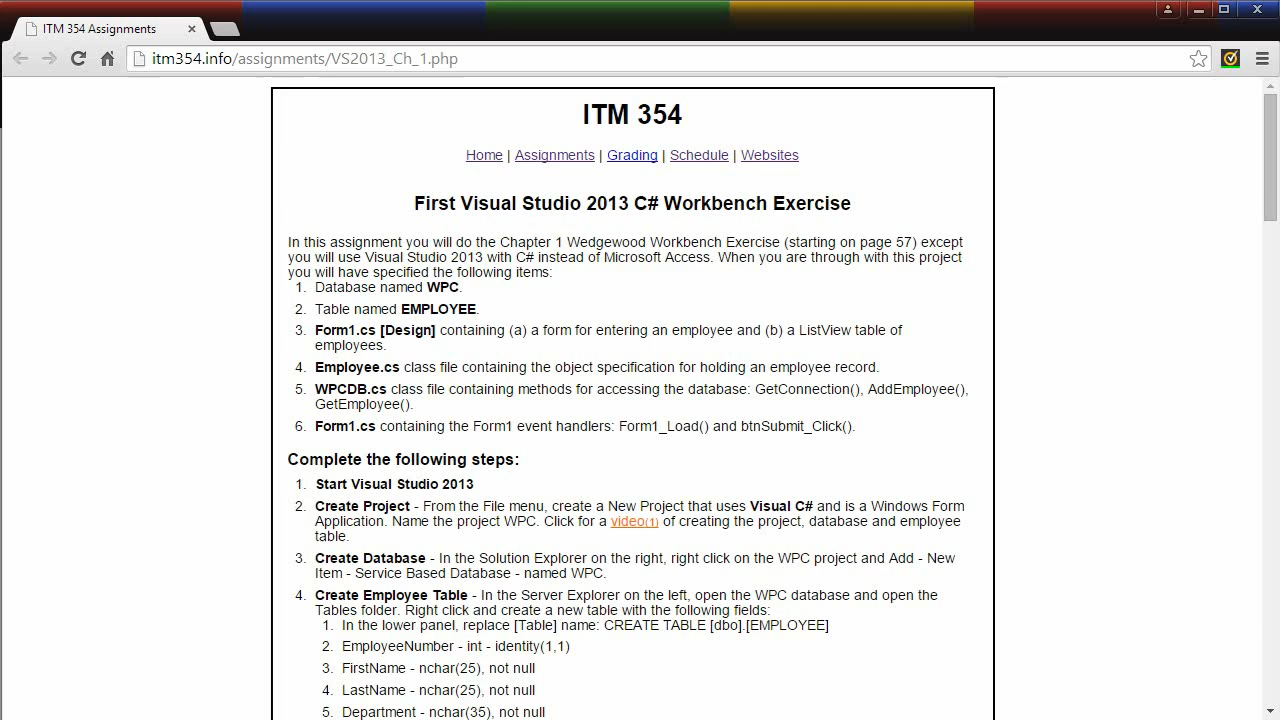 ITM 354 Assignments
itm354.info/assignments/VS2013_Ch_1.php
ITM 354
Home | Assignments | Grading | Schedule | Websites
First Visual Studio 2013 C# Workbench Exercise
In this assignment you will do the Chapter 1 Wedgewood Workbench Exercise (starting on page 57) except
you will use Visual Studio 2013 with C# instead of Microsoft Access. When you are through with this project
you will have specified the following items:
1. Database named WPC.
2. Table named EMPLOYEE.
3. Form1.cs [Design] containing (a) a form for entering an employee and (b) a ListView table of
employees.
4. Employee.cs class file containing the object specification for holding an employee record.
5. WPCDB.cs class file containing methods for accessing the database: GetConnection(), AddEmployee(),
GetEmployee().
6. Form1.cs containing the Form1 event handlers: Form1_Load() and btnSubmit_Click().
Complete the following steps:
1. Start Visual Studio 2013
2. Create Project - From the File menu, create a New Project that uses Visual C# and is a Windows Form
Application. Name the project WPC. Click for a video(1) of creating the project, database and employee
table.
3. Create Database - In the Solution Explorer on the right, right click on the WPC project and Add - New
Item - Service Based Database - named WPC.
4. Create Employee Table - In the Server Explorer on the left, open the WPC database and open the
Tables folder. Right click and create a new table with the following fields:
1. In the lower panel, replace [Table] name: CREATE TABLE [dbo].[EMPLOYEE]
2. EmployeeNumber - int - identity(1,1)
3. FirstName - nchar(25), not null
4. LastName - nchar(25), not null
5. Department - nchar(35), not null